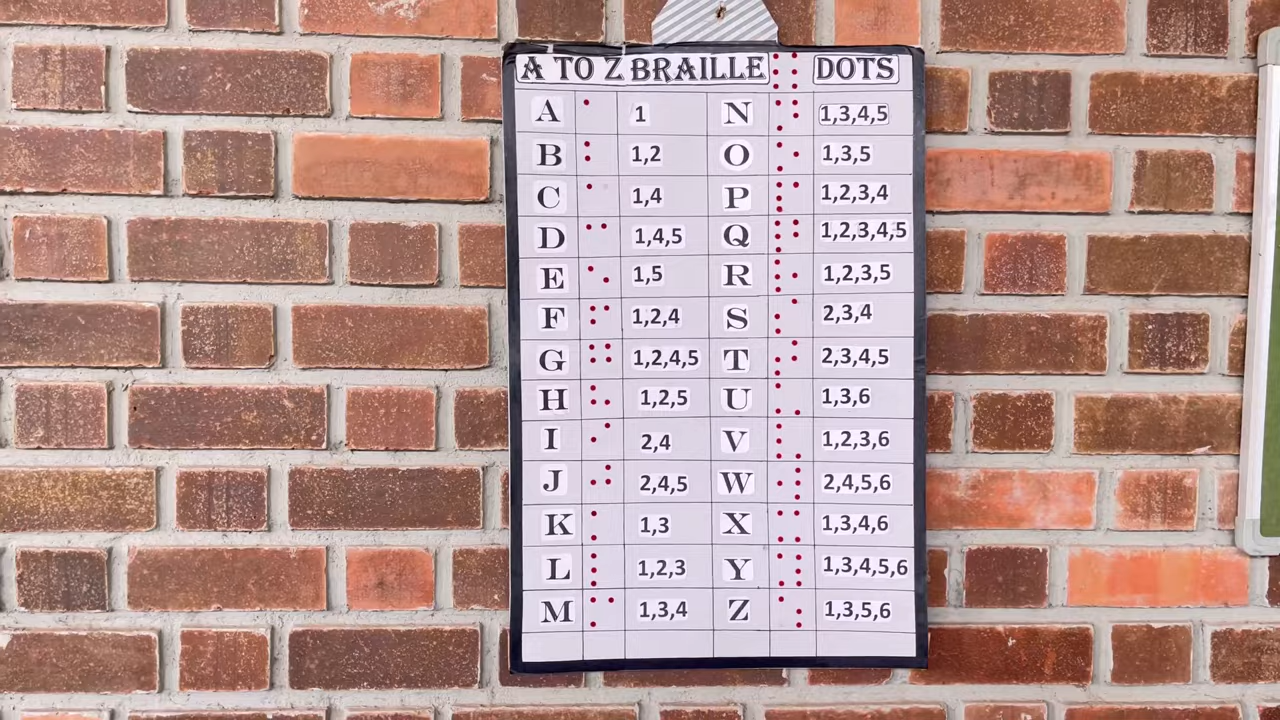 A TO Z BRAILLE DOTS
A 1 N 1,3,4,5
B 1,2 O 1,3,5
C 1,4 P 1,2,3,4
D 1,4,5 Q 1,2,3,4,5
E 1,5 R 1,2,3,5
F 1,2,4 S 2,3,4
G 1,2,4,5 T 2,3,4,5
H 1,2,5 U 1,3,6
I 2,4 V 1,2,3,6
J 2,4,5 W 2,4,5,6
K 1,3 X 1,3,4,6
L 1,2,3 Y 1,3,4,5,6
M 1,3,4 Z 1,3,5,6